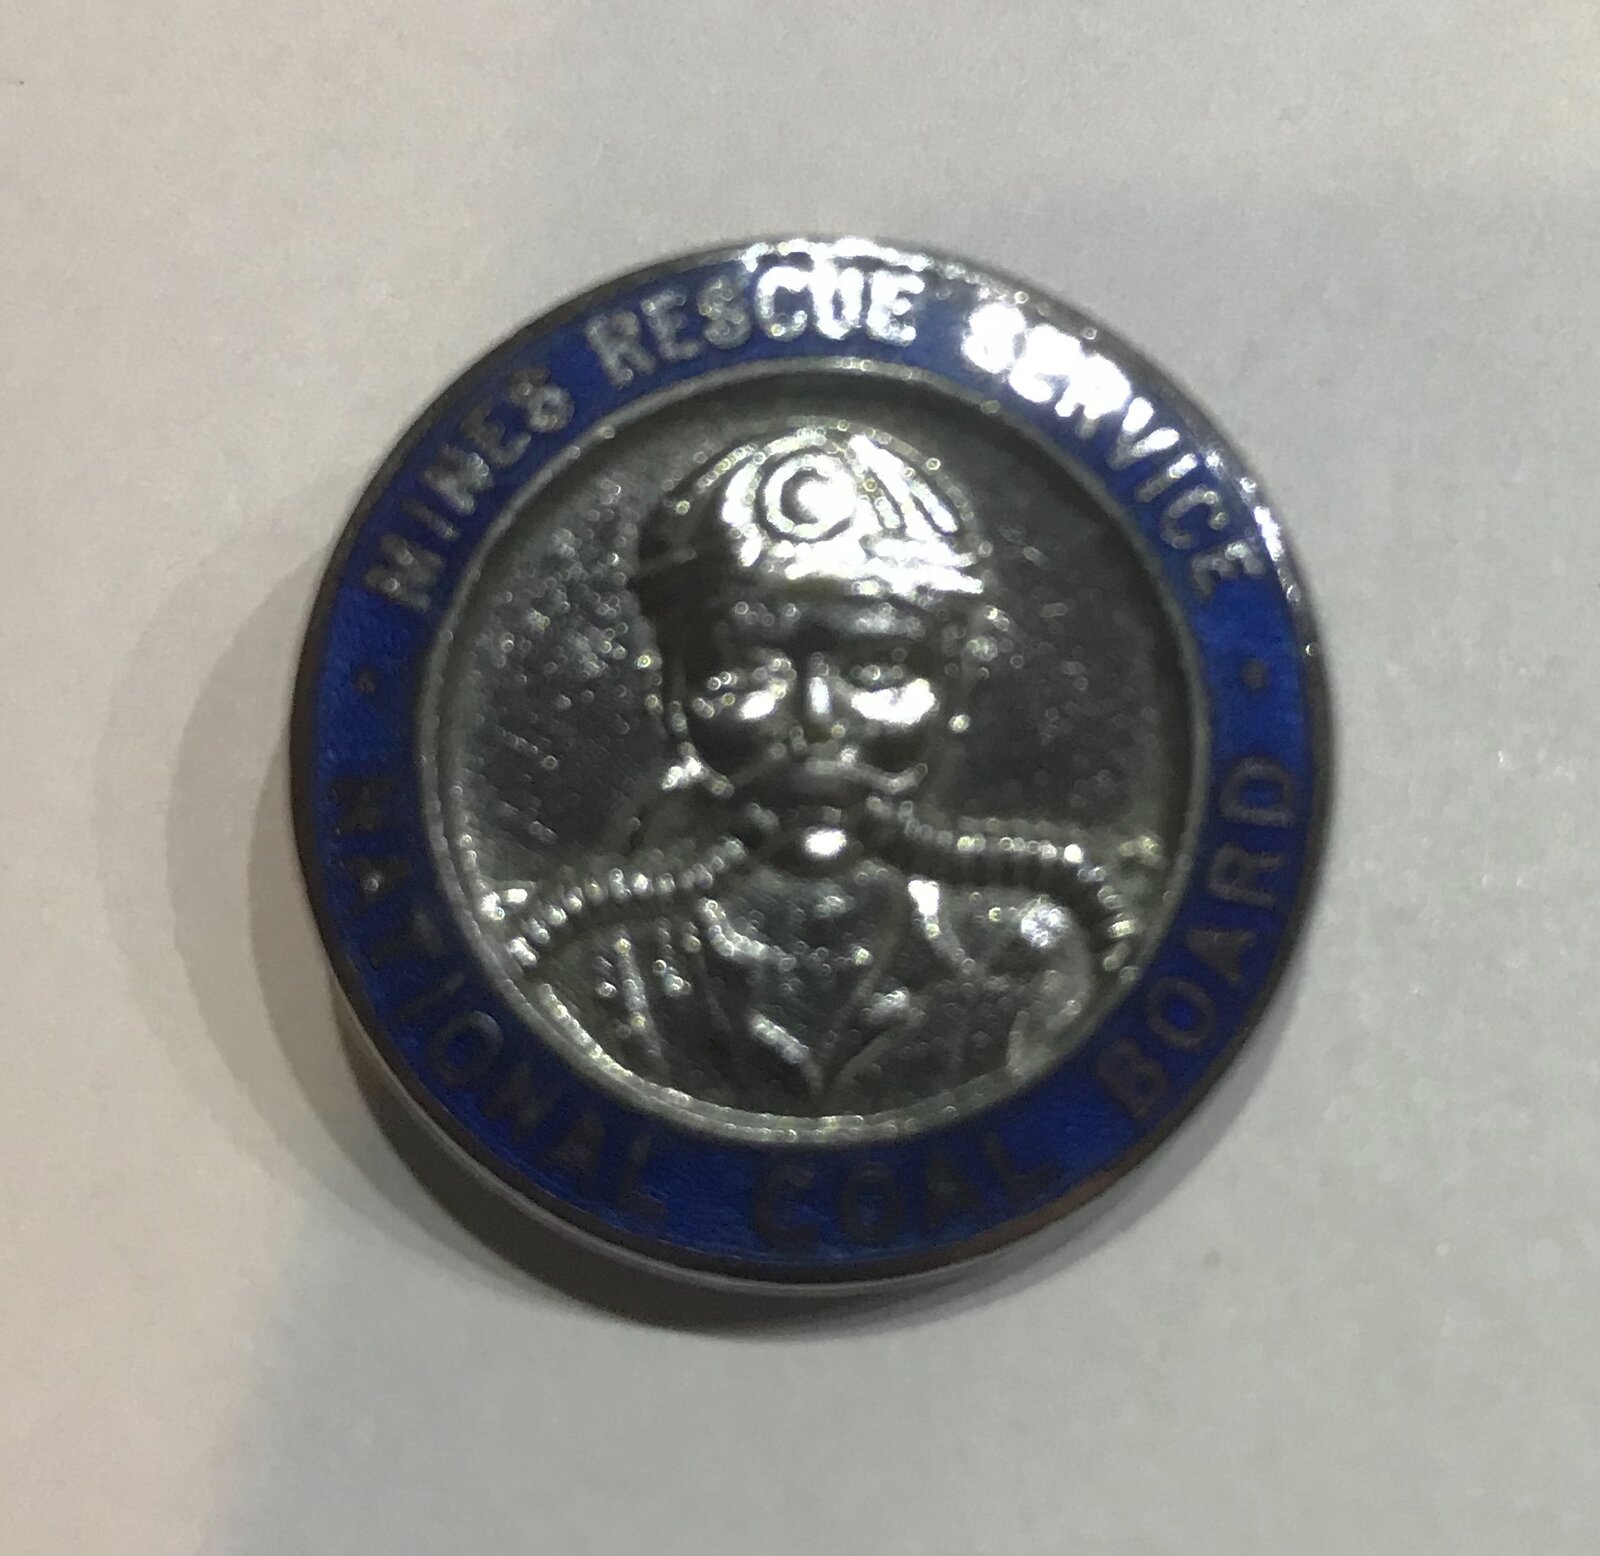 MINES RESCUE SERVICE
NATIONAL COAL BOARD